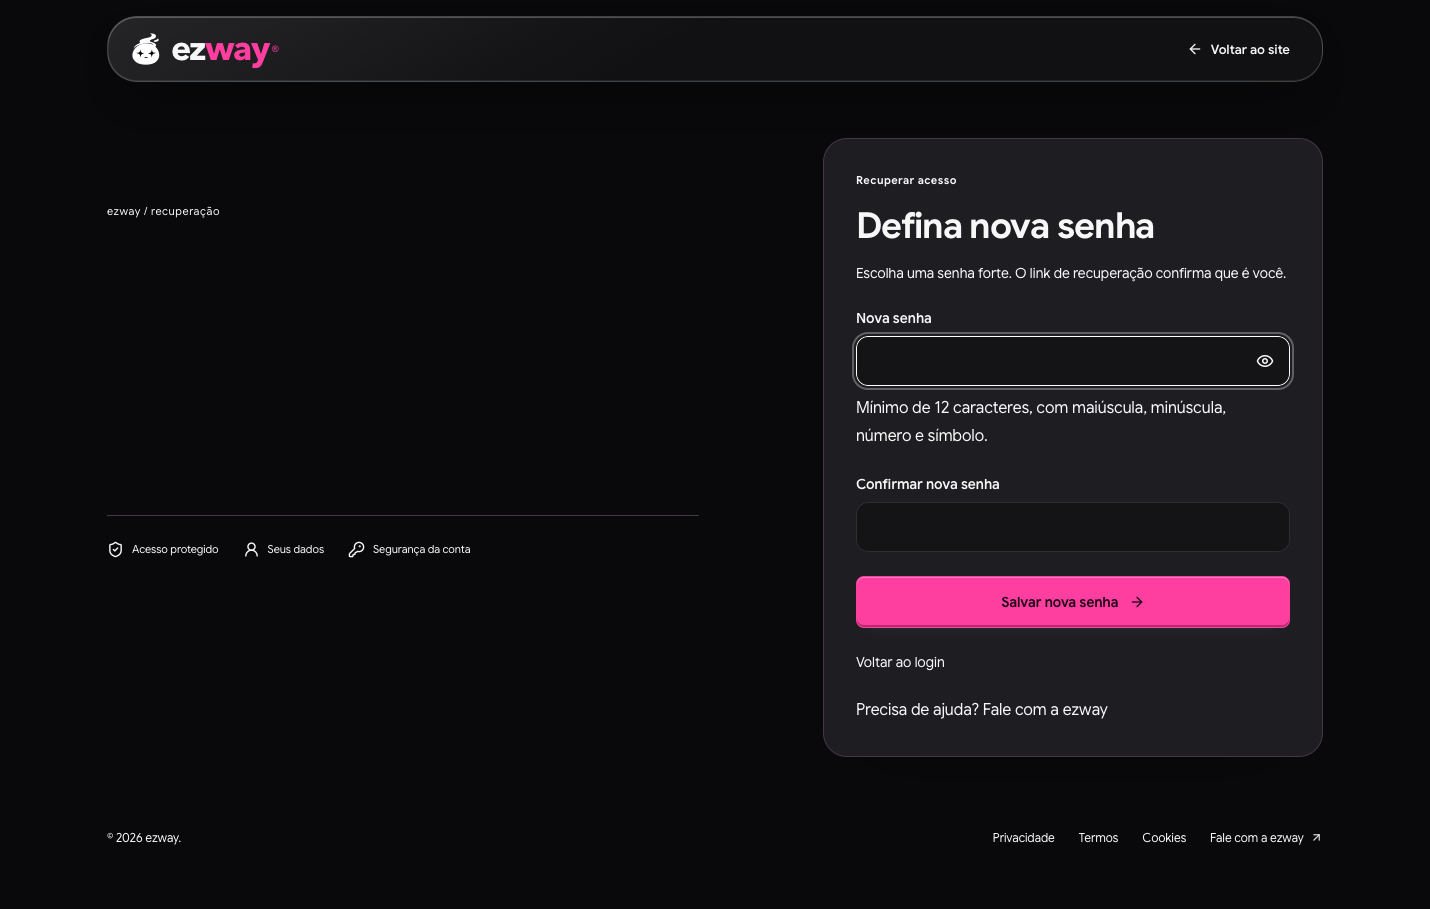 ezway®
Voltar ao site
ezway / recuperação
Acesso protegido
Seus dados
Segurança da conta
Recuperar acesso
Defina nova senha
Escolha uma senha forte. O link de recuperação confirma que é você.
Nova senha
Mínimo de 12 caracteres, com maiúscula, minúscula,
número e símbolo.
Confirmar nova senha
Salvar nova senha
Voltar ao login
Precisa de ajuda? Fale com a ezway
© 2026 ezway.
Privacidade
Termos
Cookies
Fale com a ezway